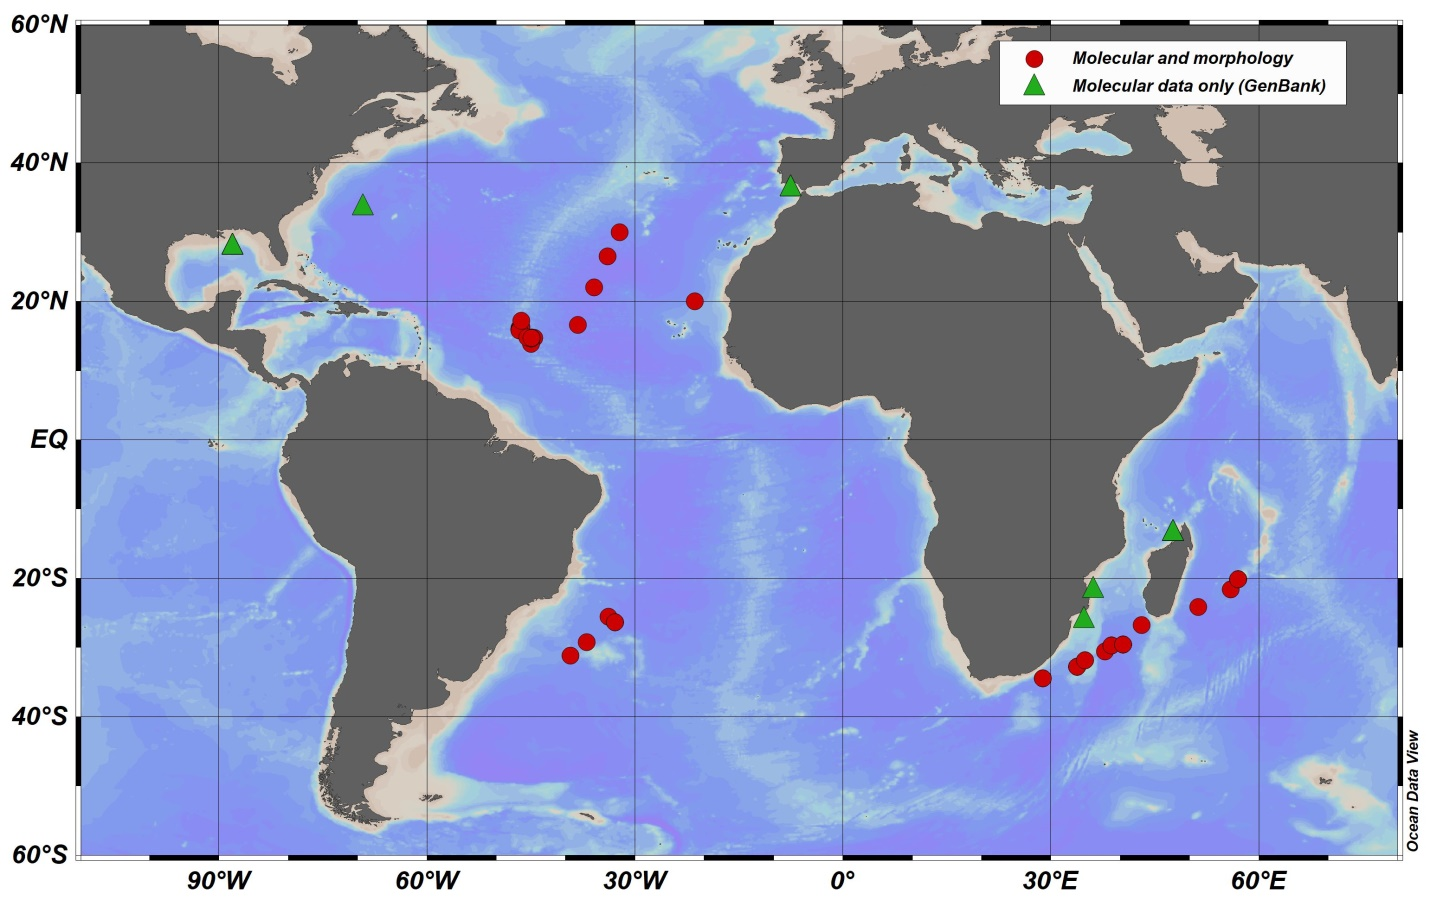 60°N
Molecular and morphology
Molecular data only (GenBank)
40°N
20°N
EQ
20°S
40°S
60°S
Ocean Data View
90°W
60°W
30°W
0°
30°E
60°E